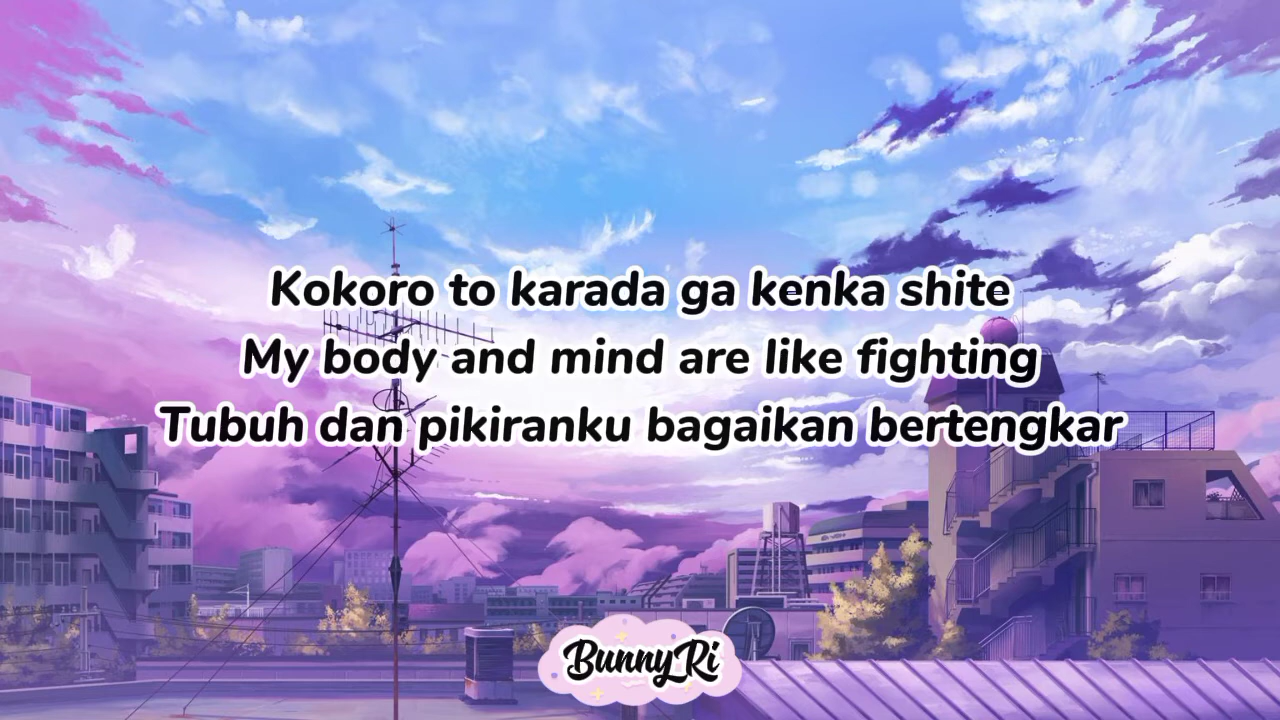 Kokoro to karada ga kenka shite
My body and mind are like fighting
Tubuh dan pikiranku bagaikan bertengkar
BunnyRi